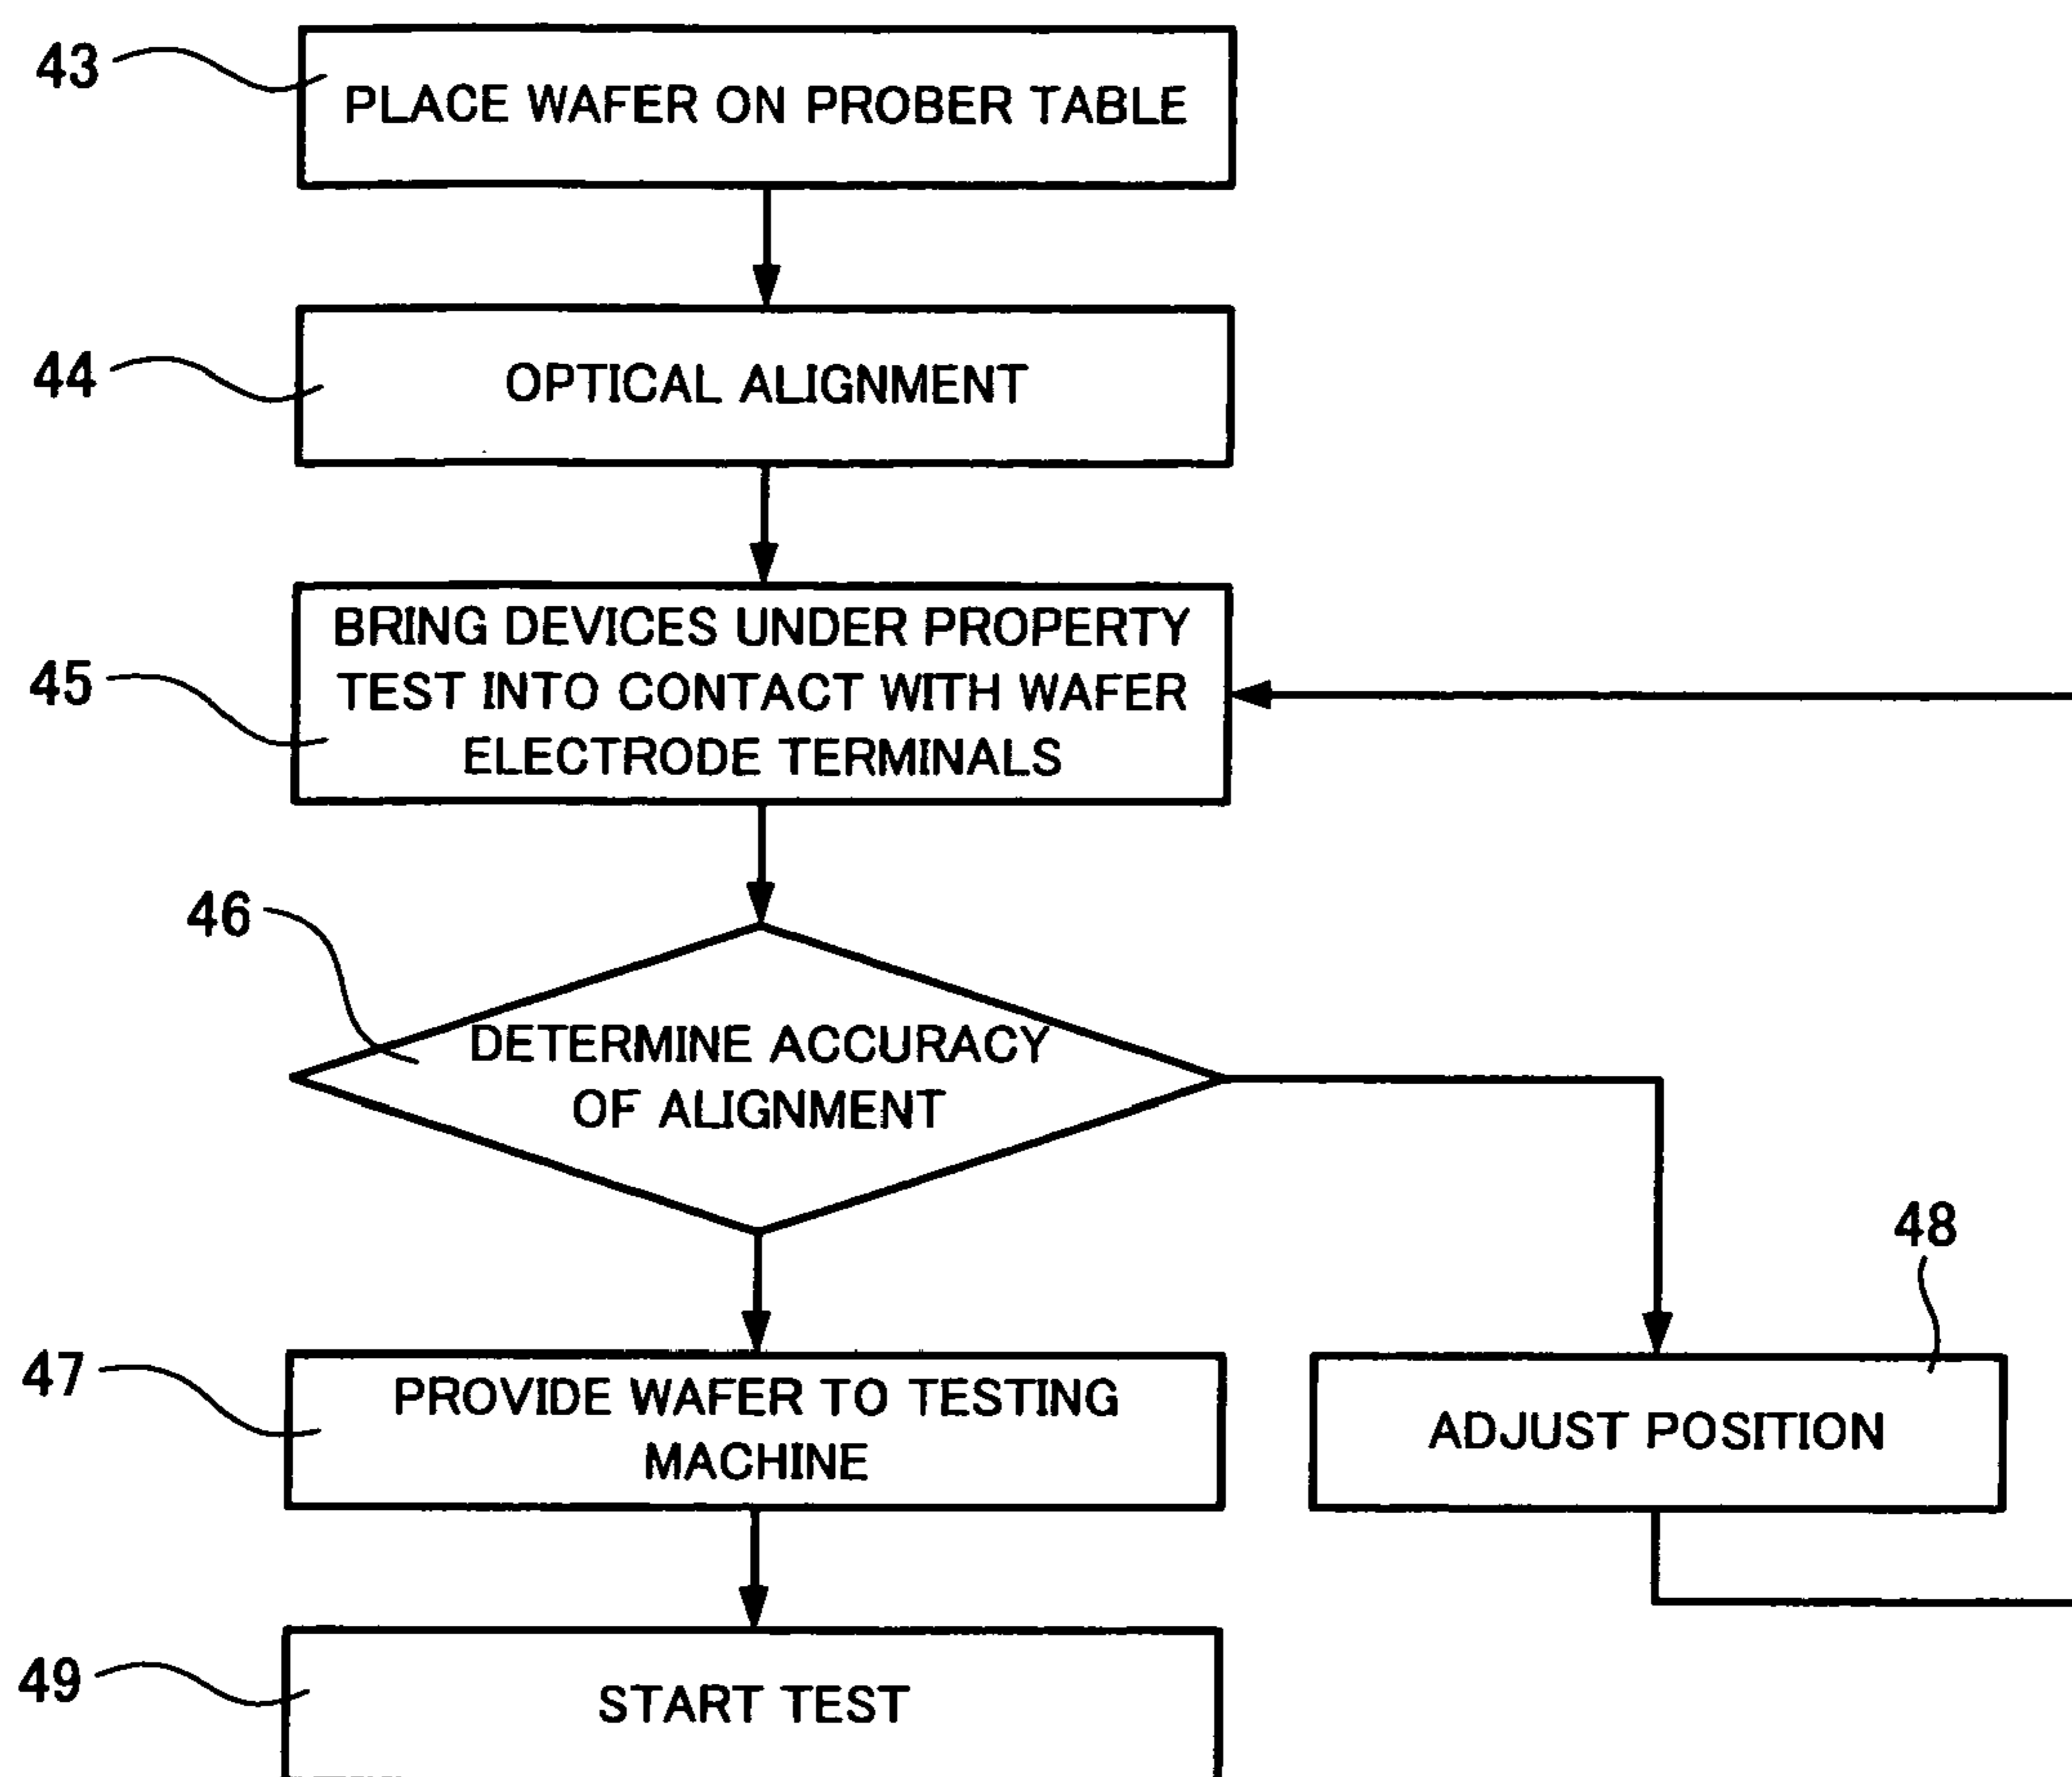 43
PLACE WAFER ON PROBER TABLE
44
OPTICAL ALIGNMENT
45
BRING DEVICES UNDER PROPERTY
TEST INTO CONTACT WITH WAFER
ELECTRODE TERMINALS
46
DETERMINE ACCURACY
OF ALIGNMENT
47
PROVIDE WAFER TO TESTING
MACHINE
48
ADJUST POSITION
49
START TEST